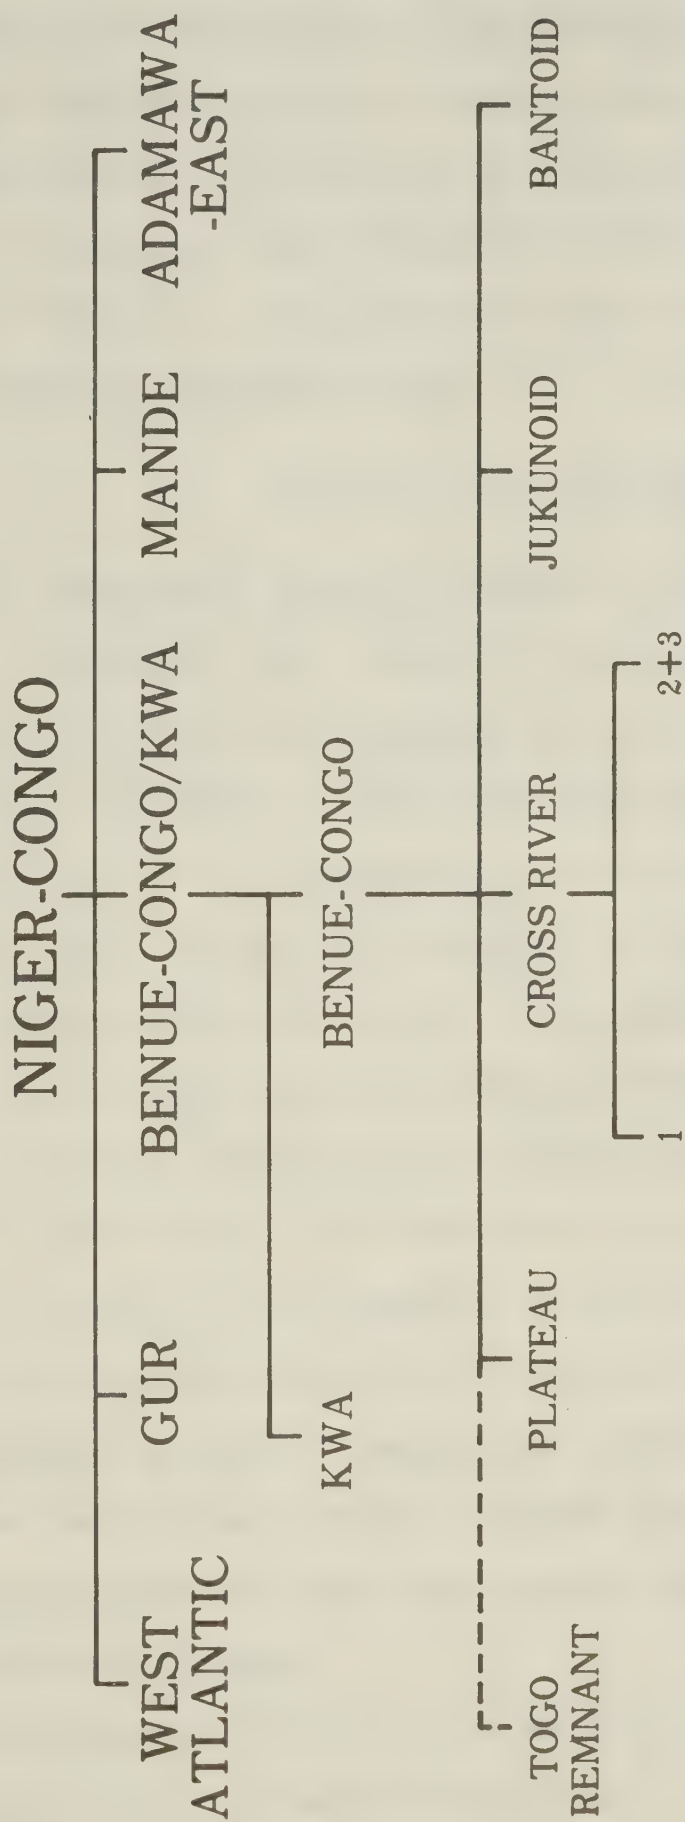 NIGER-CONGO
WEST
ATLANTIC
GUR
BENUE-CONGO/KWA
MANDE
ADAMAWA
-EAST
KWA
BENUE-CONGO
TOGO
REMNANT
PLATEAU
CROSS RIVER
JUKUNOID
BANTOID
1
2+3